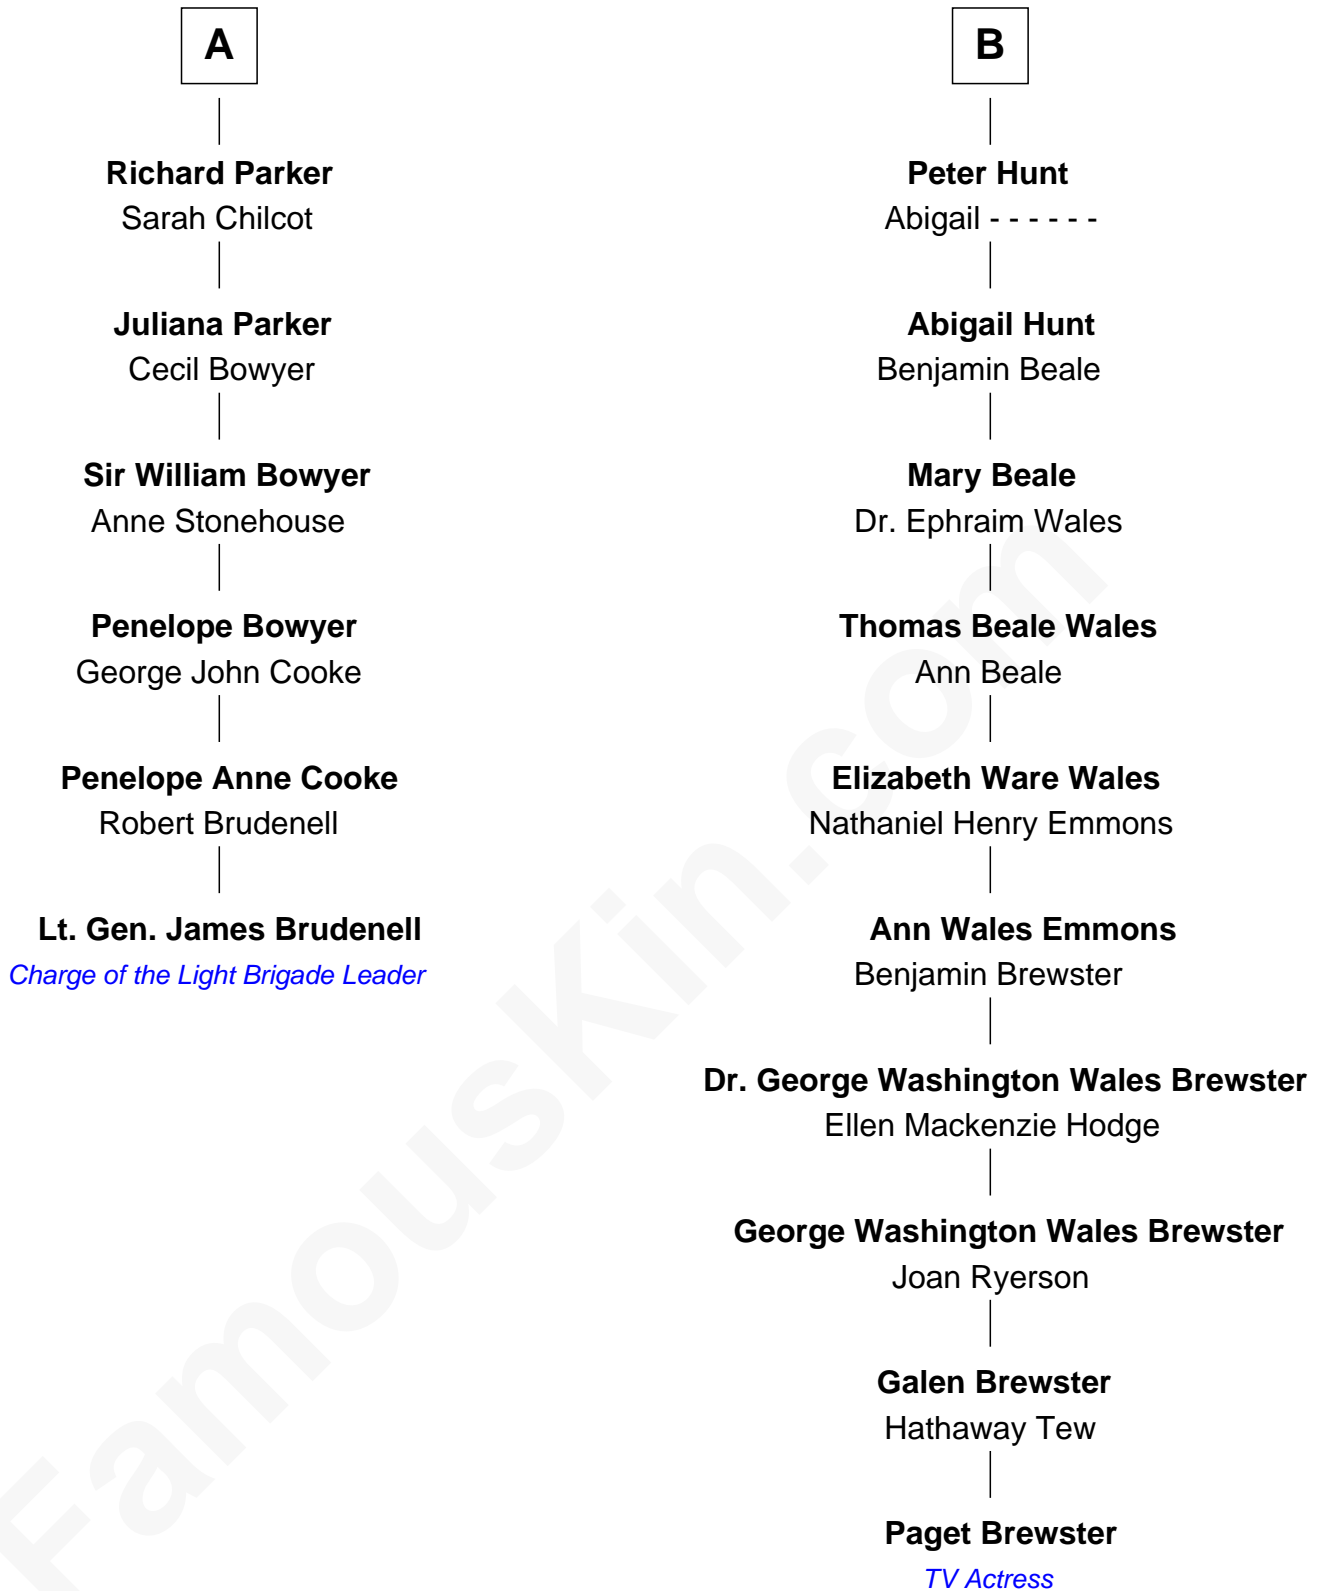 A
Richard Parker
Sarah Chilcot
Juliana Parker
Cecil Bowyer
Sir William Bowyer
Anne Stonehouse
Penelope Bowyer
George John Cooke
Penelope Anne Cooke
Robert Brudenell
Lt. Gen. James Brudenell
Charge of the Light Brigade Leader
B
Peter Hunt
Abigail - - - - - -
Abigail Hunt
Benjamin Beale
Mary Beale
Dr. Ephraim Wales
Thomas Beale Wales
Ann Beale
Elizabeth Ware Wales
Nathaniel Henry Emmons
Ann Wales Emmons
Benjamin Brewster
Dr. George Washington Wales Brewster
Ellen Mackenzie Hodge
George Washington Wales Brewster
Joan Ryerson
Galen Brewster
Hathaway Tew
Paget Brewster
TV Actress
FamousKin.com